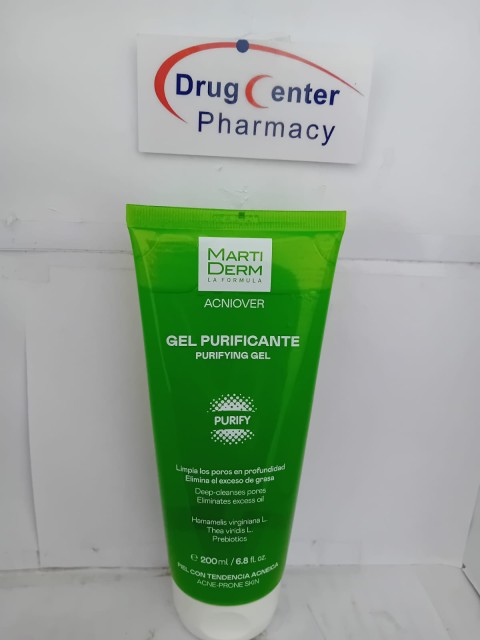 Drug Center
Pharmacy
MARTI
DERM
LA FORMULA
ACNIOVER
GEL PURIFICANTE
PURIFYING GEL
PURIFY
Limpia los poros en profundidad
Elimina el exceso de grasa
Deep-cleanses pores
Eliminates excess oil
Hamamelis virginiana L.
Thea viridis L.
Prebiotics
℮ 200 ml. / 6.8 fl. oz.
PIEL CON TENDENCIA ACNEICA
ACNE-PRONE SKIN